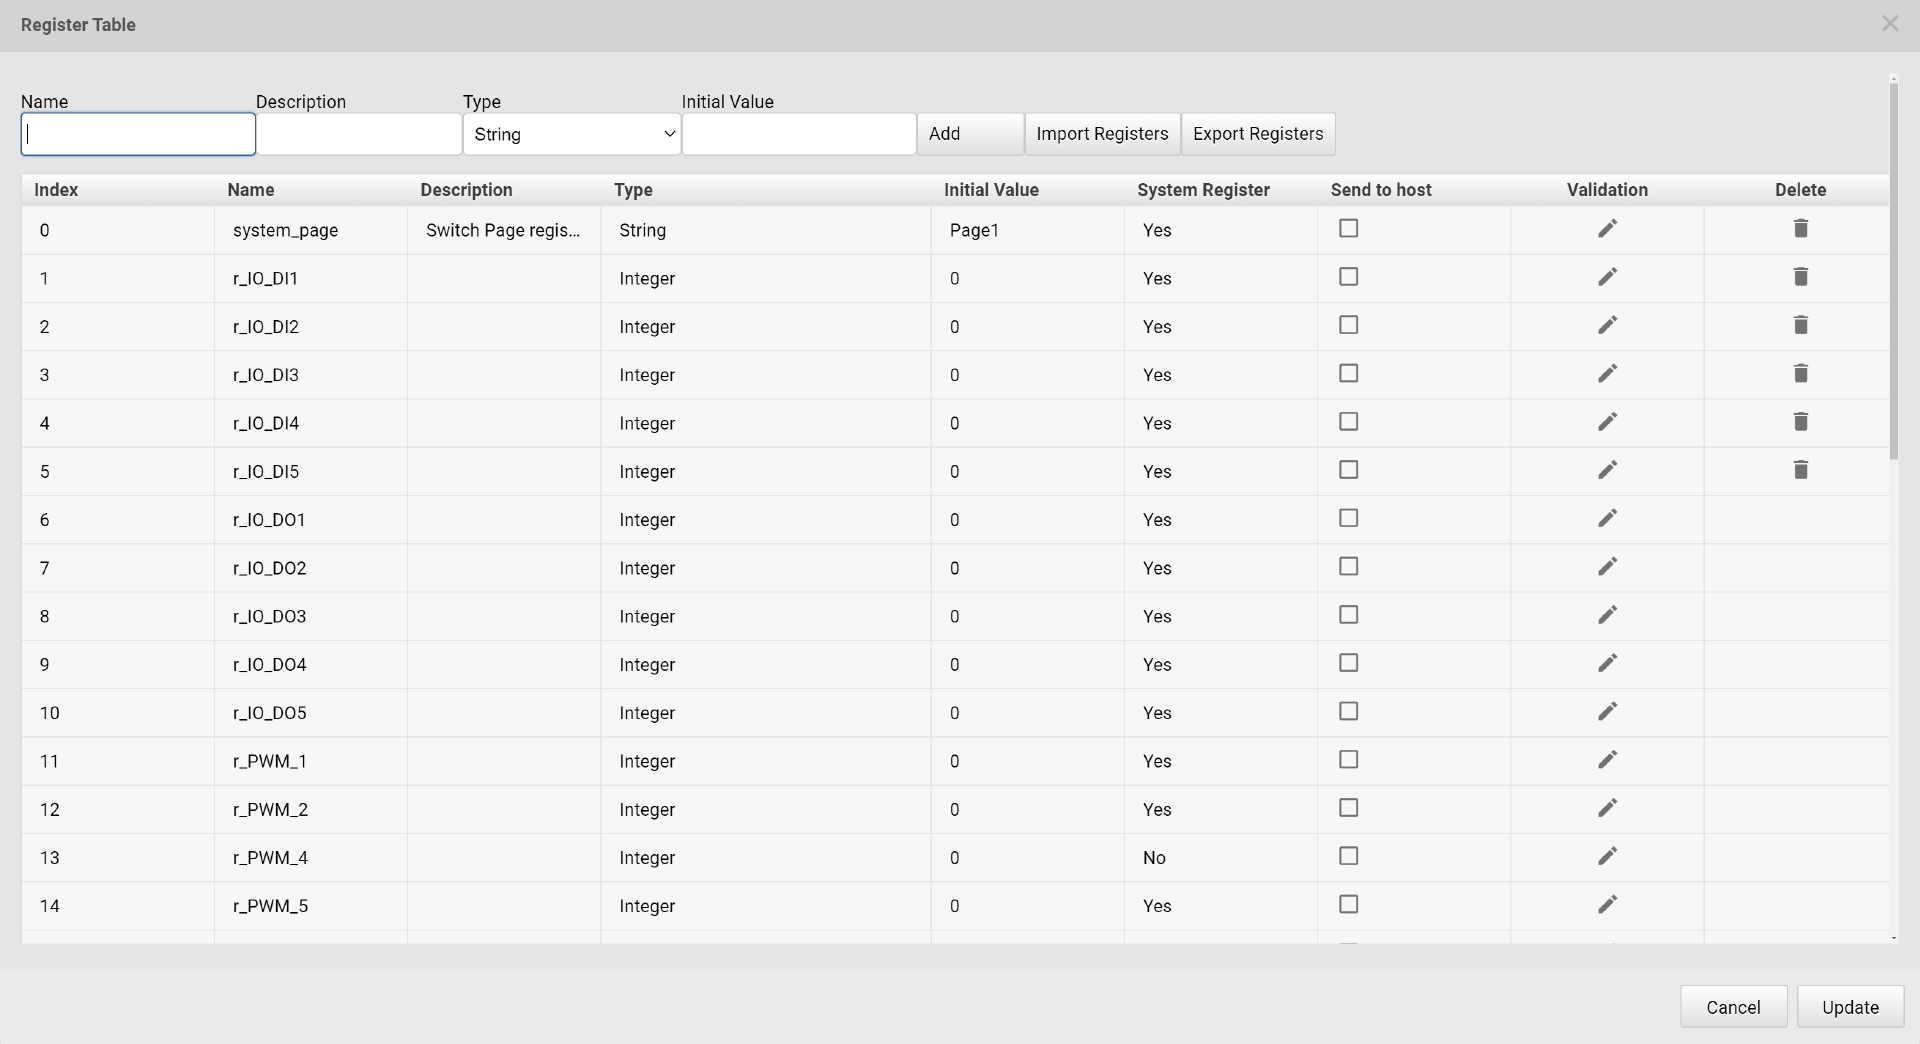 Register Table
Name Description Type Initial Value
String Add Import Registers Export Registers
Index Name Description Type Initial Value System Register Send to host Validation Delete
0 system_page Switch Page regis... String Page1 Yes
1 r_IO_DI1 Integer 0 Yes
2 r_IO_DI2 Integer 0 Yes
3 r_IO_DI3 Integer 0 Yes
4 r_IO_DI4 Integer 0 Yes
5 r_IO_DI5 Integer 0 Yes
6 r_IO_DO1 Integer 0 Yes
7 r_IO_DO2 Integer 0 Yes
8 r_IO_DO3 Integer 0 Yes
9 r_IO_DO4 Integer 0 Yes
10 r_IO_DO5 Integer 0 Yes
11 r_PWM_1 Integer 0 Yes
12 r_PWM_2 Integer 0 Yes
13 r_PWM_4 Integer 0 No
14 r_PWM_5 Integer 0 Yes
Cancel Update